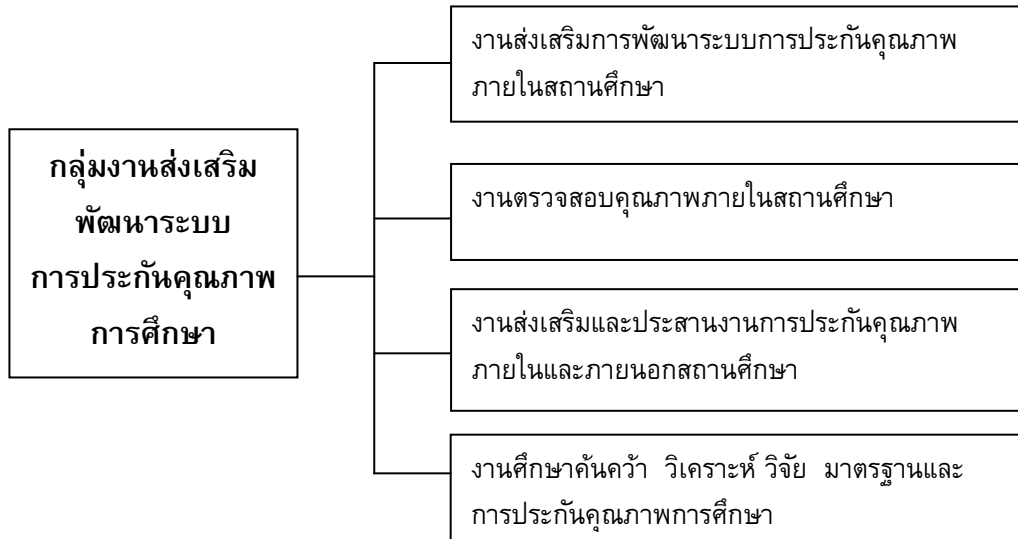 กลุ่มงานส่งเสริม
พัฒนาระบบ
การประกันคุณภาพ
การศึกษา
งานส่งเสริมการพัฒนาระบบการประกันคุณภาพ
ภายในสถานศึกษา
งานตรวจสอบคุณภาพภายในสถานศึกษา
งานส่งเสริมและประสานงานการประกันคุณภาพ
ภายในและภายนอกสถานศึกษา
งานศึกษาค้นคว้า วิเคราะห์ วิจัย มาตรฐานและ
การประกันคุณภาพการศึกษา